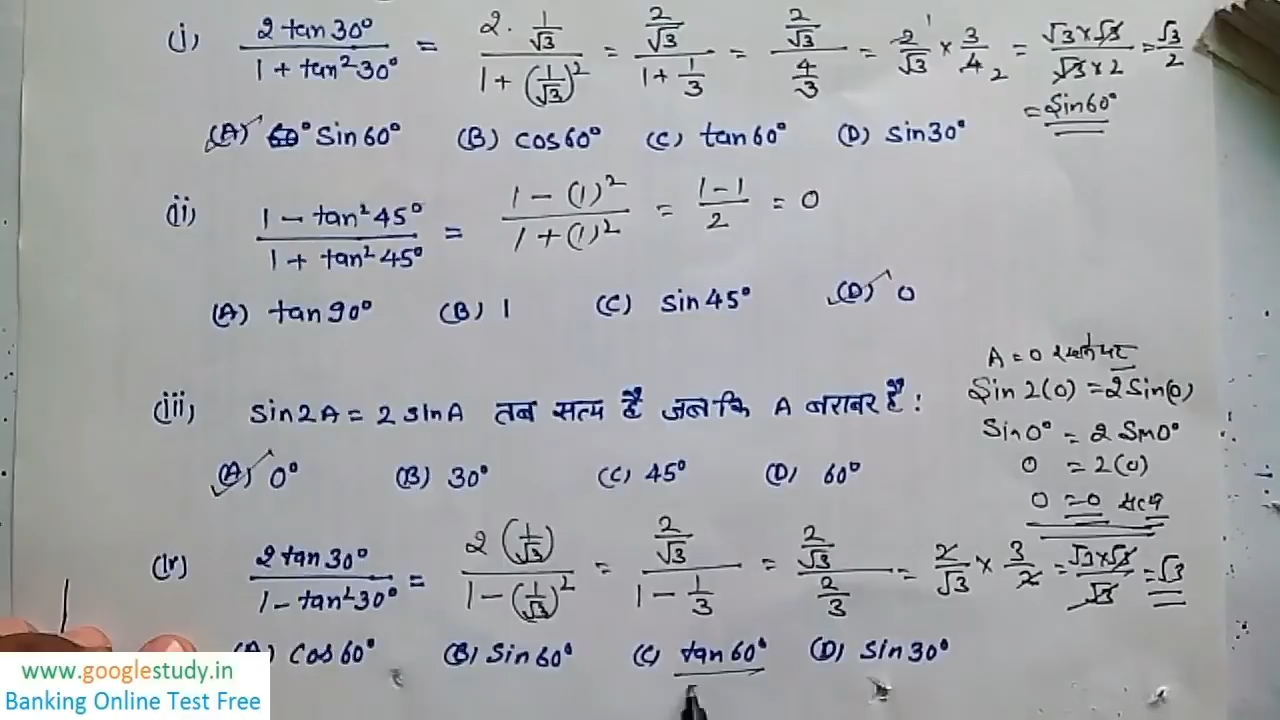 (i) 2 tan 30° / 1 + tan² 30° = 2 · 1/√3 / 1 + (1/√3)² = 2/√3 / 1 + 1/3 = 2/√3 / 4/3 = 2/√3 × 3/4 = √3 × √3 / √3 × 2 = √3/2
= Sin 60°
(A) Sin 60° (B) cos 60° (C) tan 60° (D) sin 30°
(ii) 1 - tan² 45° / 1 + tan² 45° = 1 - (1)² / 1 + (1)² = 1-1 / 2 = 0
(A) tan 90° (B) 1 (C) sin 45° (D) 0
A = 0 रखने पर
(iii) Sin 2A = 2 sin A तब सत्य है जबकि A बराबर है :
Sin 2(0) = 2 Sin(0)
Sin 0° = 2 Sin 0°
0 = 2(0)
0 = 0 सत्य
(A) 0° (B) 30° (C) 45° (D) 60°
(iv) 2 tan 30° / 1 - tan² 30° = 2 (1/√3) / 1 - (1/√3)² = 2/√3 / 1 - 1/3 = 2/√3 / 2/3 = 2/√3 × 3/2 = √3 × √3 / √3 = √3
(A) cos 60° (B) Sin 60° (C) tan 60° (D) Sin 30°
www.googlestudy.in
Banking Online Test Free